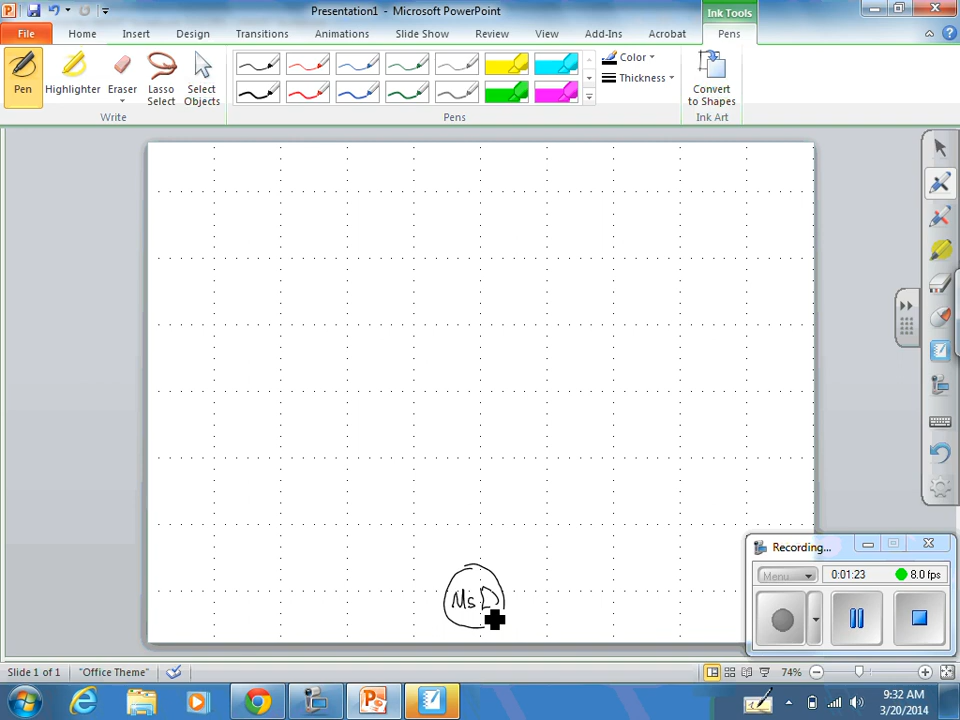 Presentation1 - Microsoft PowerPoint
Ink Tools
File
Home
Insert
Design
Transitions
Animations
Slide Show
Review
View
Add-Ins
Acrobat
Pens
Pen
Highlighter
Eraser
Lasso
Select
Select
Objects
Color
Thickness
Convert
to Shapes
Write
Pens
Ink Art
Ms D
Recording...
Menu
0:01:23
8.0 fps
Slide 1 of 1
"Office Theme"
74%
9:32 AM
3/20/2014